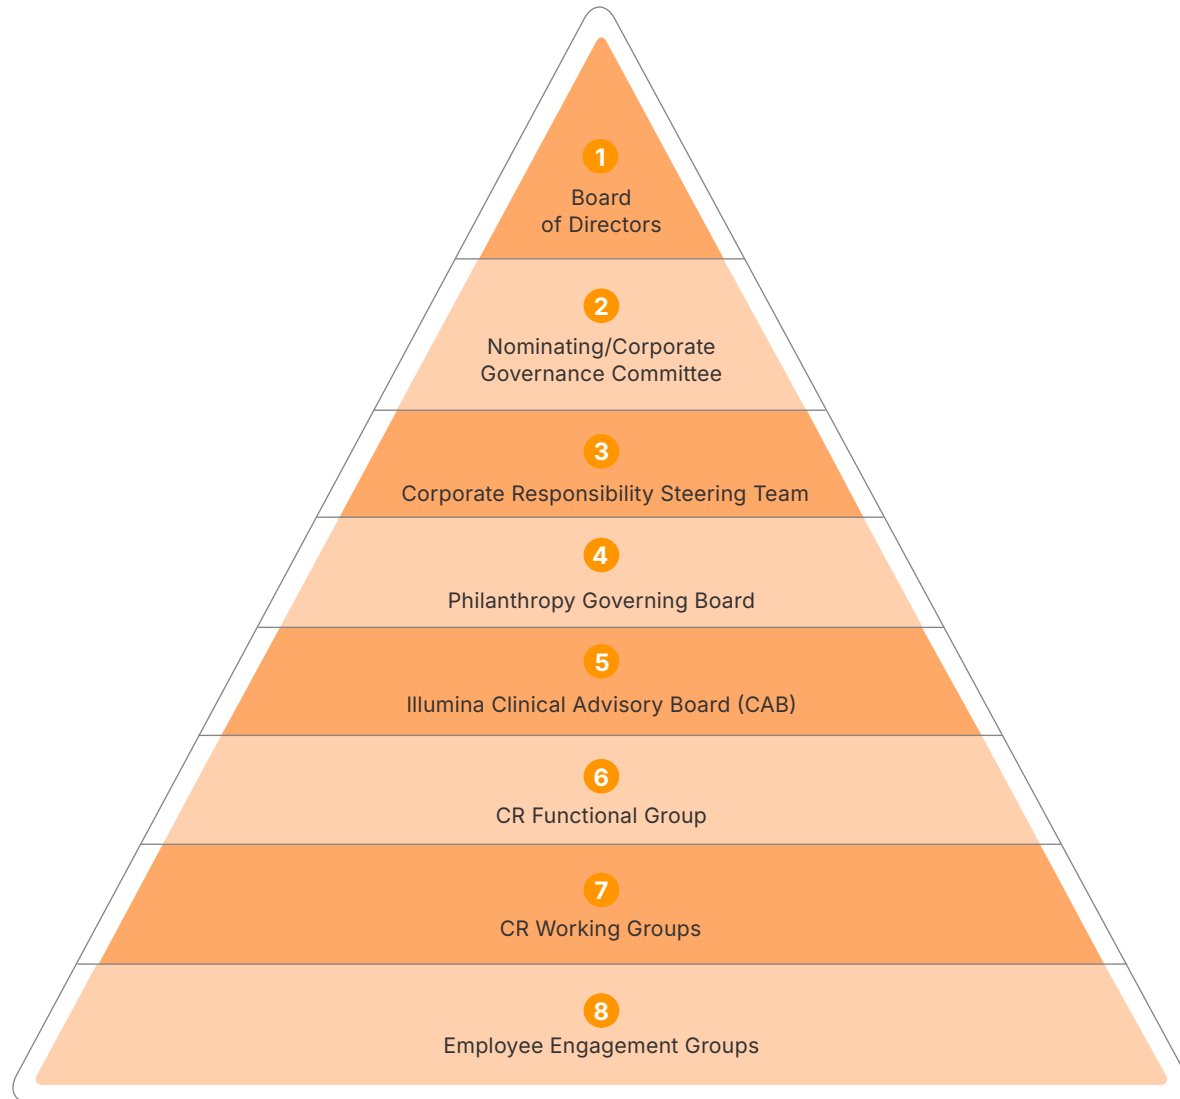 1
Board
of Directors
2
Nominating/Corporate
Governance Committee
3
Corporate Responsibility Steering Team
4
Philanthropy Governing Board
5
Illumina Clinical Advisory Board (CAB)
6
CR Functional Group
7
CR Working Groups
8
Employee Engagement Groups